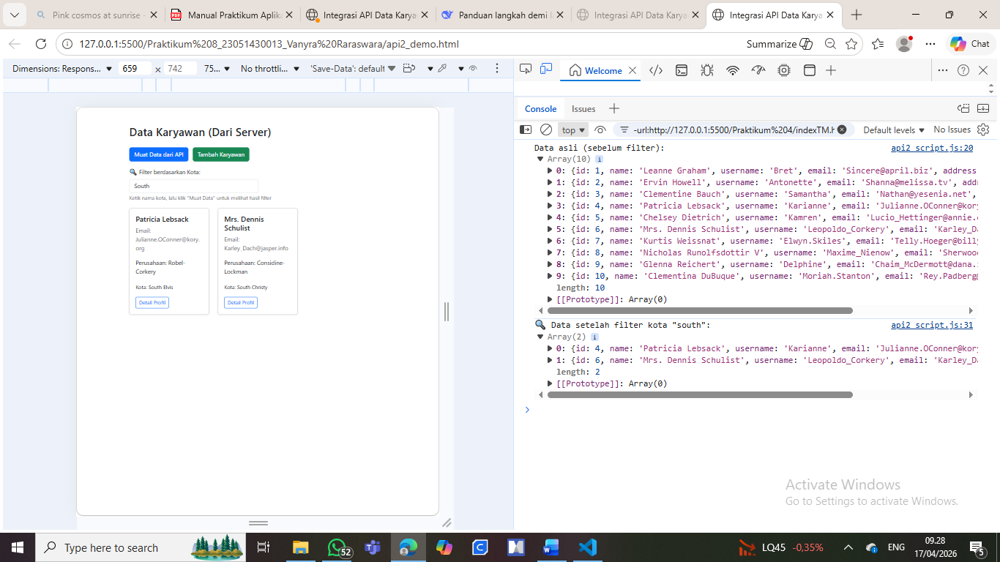 Pink cosmos at sunrise -
Manual Praktikum Aplika
Integrasi API Data Karya
Panduan langkah demi l
Integrasi API Data Karya
Integrasi API Data Karya
127.0.0.1:5500/Praktikum%208_23051430013_Vanyra%20Raraswara/api2_demo.html
Summarize
Chat
Dimensions: Respons...
659
×
742
75...
No throttli...
'Save-Data': default
Welcome
Data Karyawan (Dari Server)
Muat Data dari API
Tambah Karyawan
Filter berdasarkan Kota:
South
Ketik nama kota, lalu klik "Muat Data" untuk melihat hasil filter
Patricia Lebsack
Email:
Julianne.OConner@kory.
org
Perusahaan: Robel-
Corkery
Kota: South Elvis
Detail Profil
Mrs. Dennis
Schulist
Email:
Karley_Dach@jasper.info
Perusahaan: Considine-
Lockman
Kota: South Christy
Detail Profil
Console
Issues
top
-url:http://127.0.0.1:5500/Praktikum%204/indexTM.h
Default levels
No Issues
Data asli (sebelum filter):
api2 script.js:20
Array(10)
0: {id: 1, name: 'Leanne Graham', username: 'Bret', email: 'Sincere@april.biz', address
1: {id: 2, name: 'Ervin Howell', username: 'Antonette', email: 'Shanna@melissa.tv', add
2: {id: 3, name: 'Clementine Bauch', username: 'Samantha', email: 'Nathan@yesenia.net',
3: {id: 4, name: 'Patricia Lebsack', username: 'Karianne', email: 'Julianne.OConner@kory
4: {id: 5, name: 'Chelsey Dietrich', username: 'Kamren', email: 'Lucio_Hettinger@annie.c
5: {id: 6, name: 'Mrs. Dennis Schulist', username: 'Leopoldo_Corkery', email: 'Karley_Da
6: {id: 7, name: 'Kurtis Weissnat', username: 'Elwyn.Skiles', email: 'Telly.Hoeger@billy
7: {id: 8, name: 'Nicholas Runolfsdottir V', username: 'Maxime_Nienow', email: 'Sherwoo
8: {id: 9, name: 'Glenna Reichert', username: 'Delphine', email: 'Chaim_McDermott@dana.i
9: {id: 10, name: 'Clementina DuBuque', username: 'Moriah.Stanton', email: 'Rey.Padberg@
length: 10
[[Prototype]]: Array(0)
Data setelah filter kota "south":
api2 script.js:31
Array(2)
0: {id: 4, name: 'Patricia Lebsack', username: 'Karianne', email: 'Julianne.OConner@kory
1: {id: 6, name: 'Mrs. Dennis Schulist', username: 'Leopoldo_Corkery', email: 'Karley_Da
length: 2
[[Prototype]]: Array(0)
Activate Windows
Go to Settings to activate Windows.
Type here to search
52
LQ45 -0,35%
ENG
09.28
17/04/2026
5